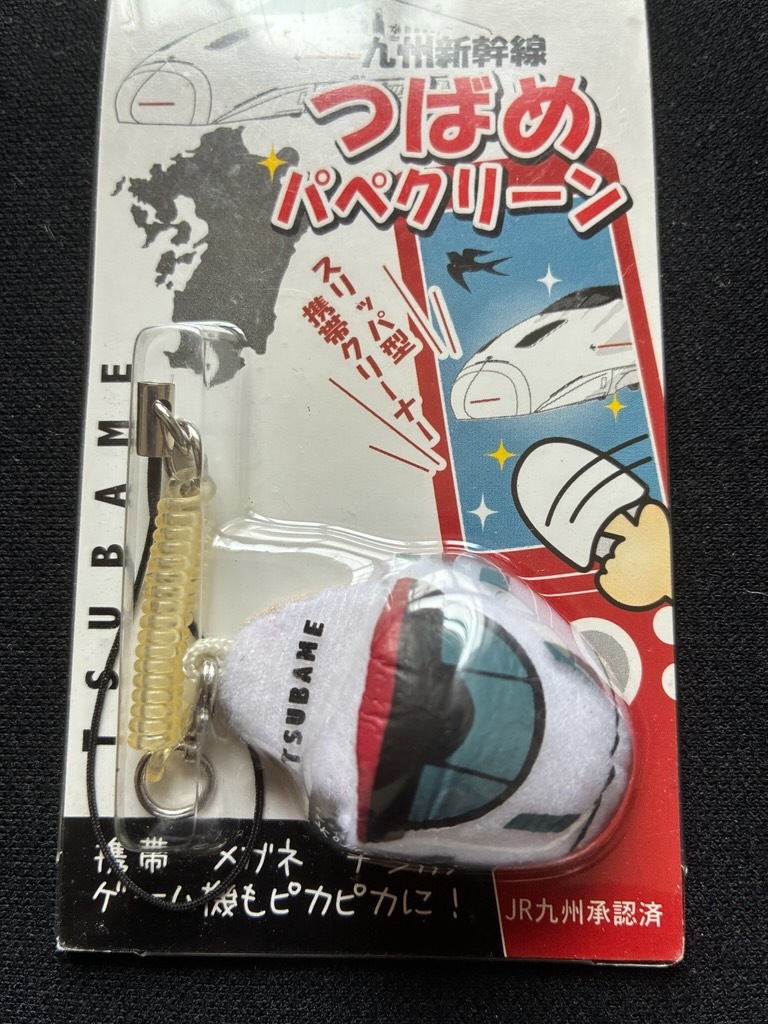 九州新幹線
つばめ
パペクリーン
スリッパ型
携帯クリーナー
TSUBAME
TSUBAME
携帯 メガネ
ゲーム機もピカピカに！
JR九州承認済